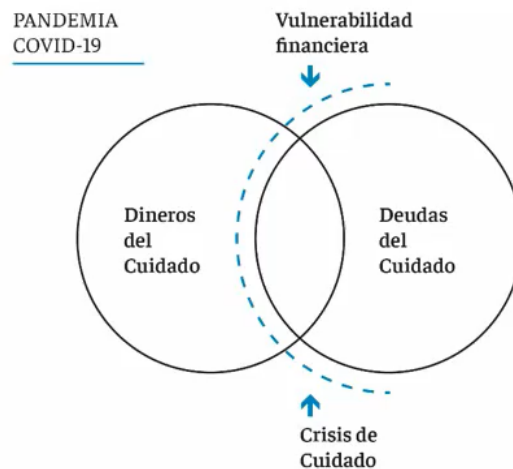 PANDEMIA
COVID-19
Vulnerabilidad
financiera
Dineros
del
Cuidado
Deudas
del
Cuidado
Crisis de
Cuidado